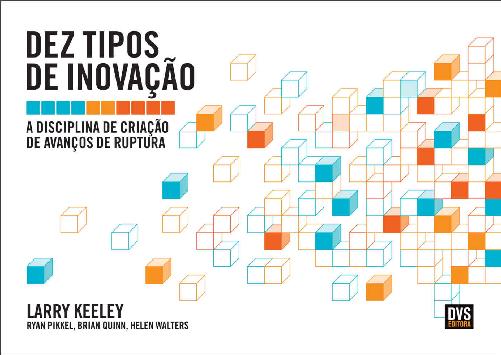 DEZ TIPOS
DE INOVAÇÃO
A DISCIPLINA DE CRIAÇÃO
DE AVANÇOS DE RUPTURA
LARRY KEELEY
RYAN PIKKEL, BRIAN QUINN, HELEN WALTERS
DVS
EDITORA